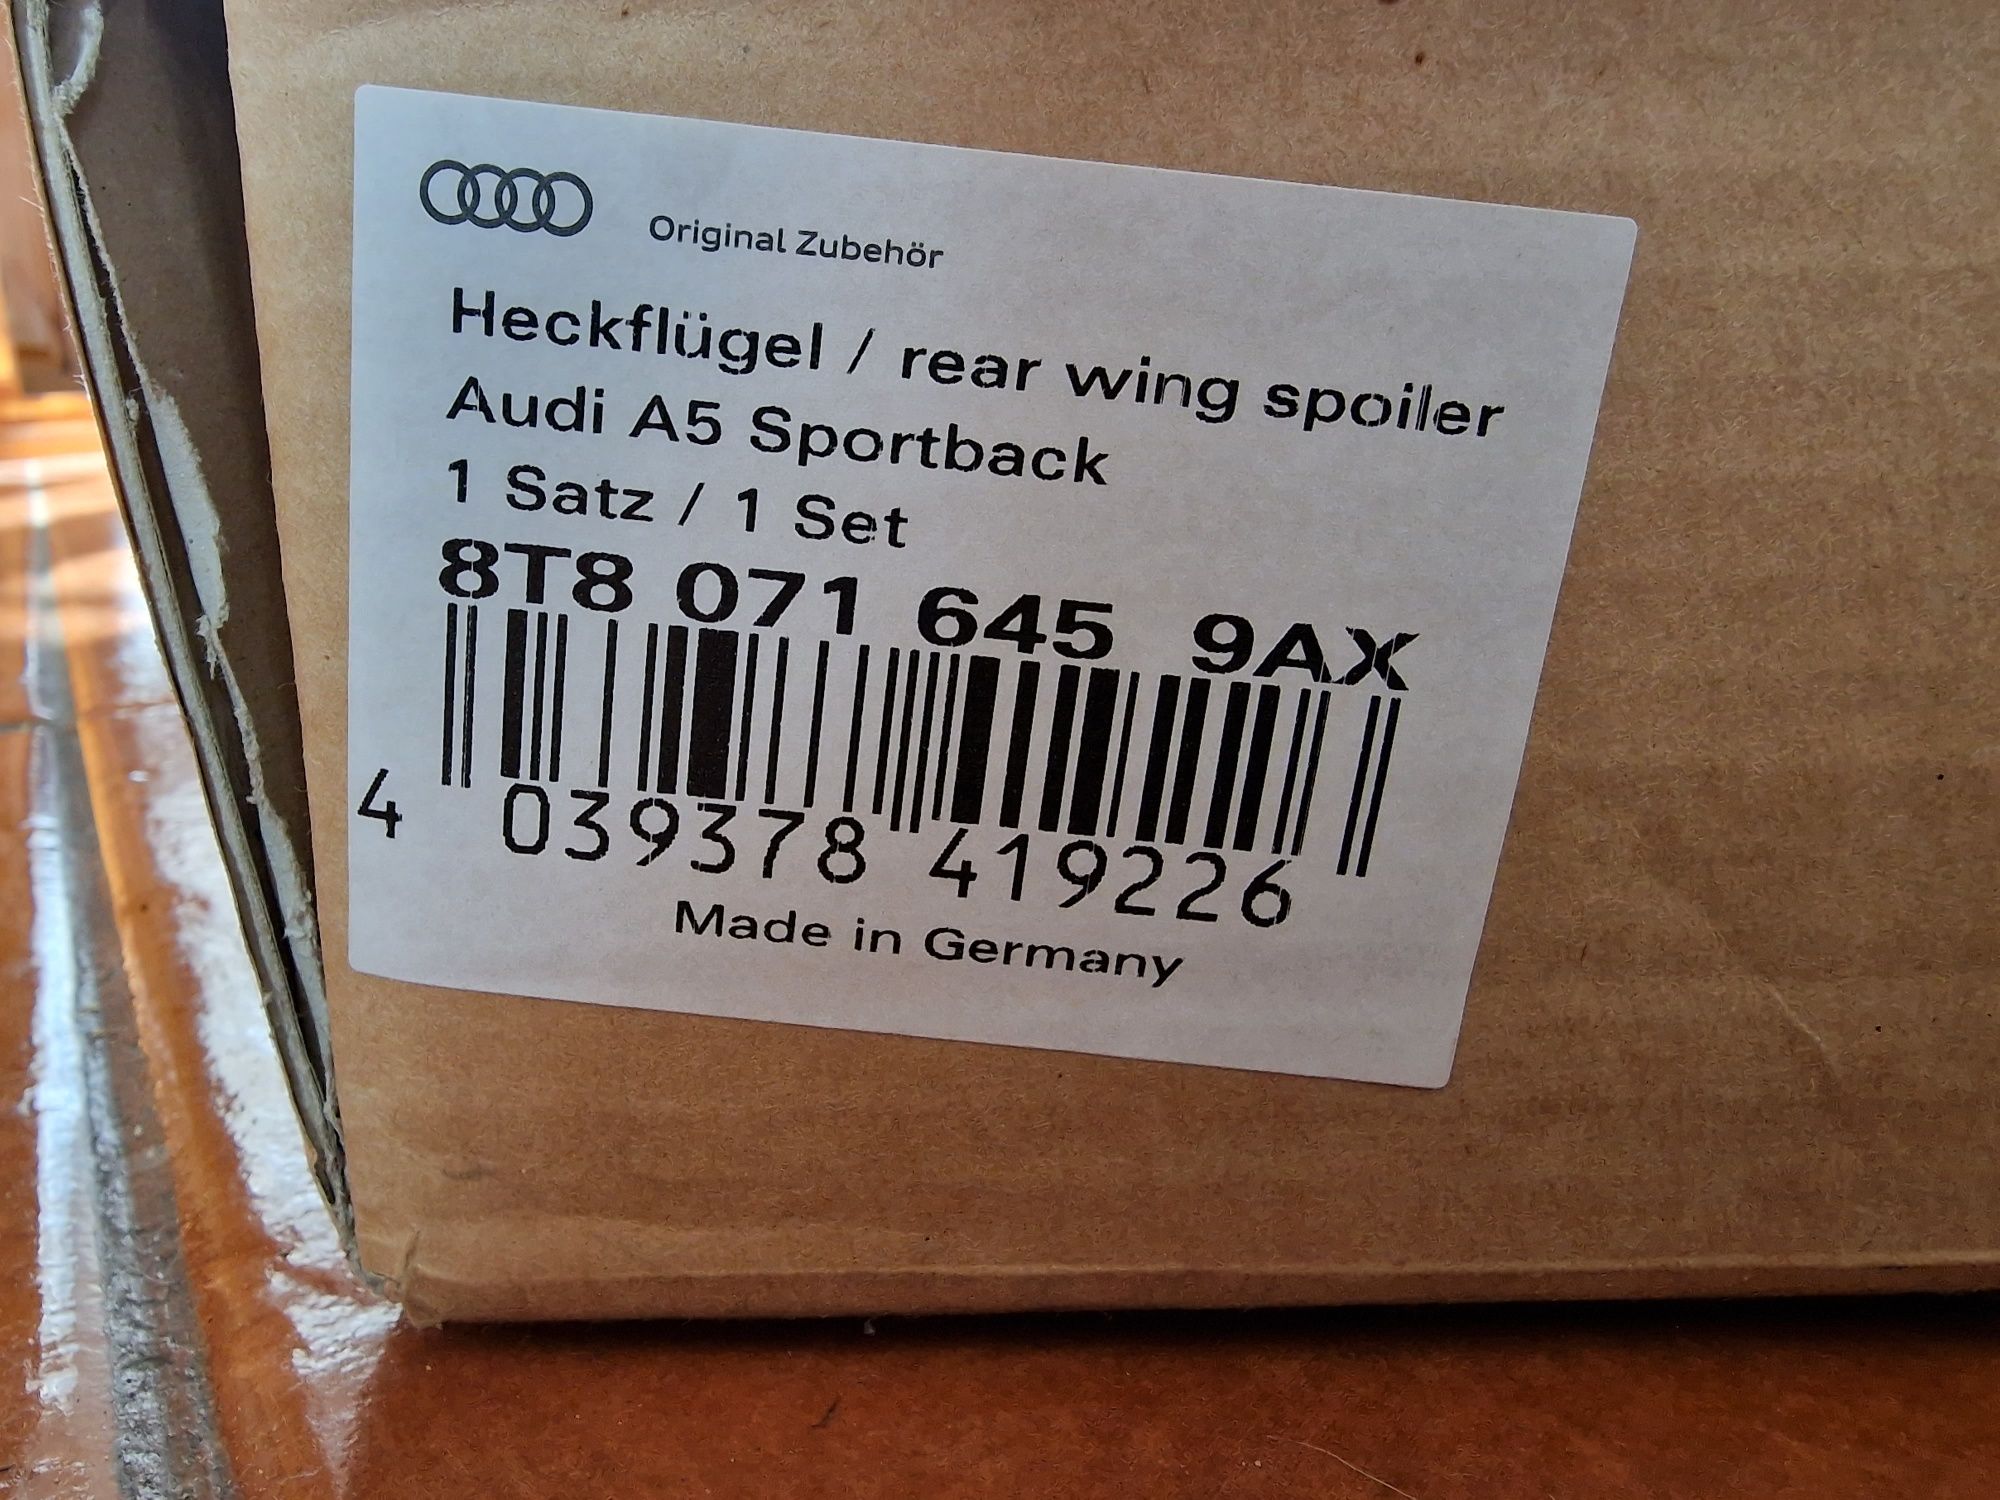 Original Zubehör
Heckflügel / rear wing spoiler
Audi A5 Sportback
1 Satz / 1 Set
8T8 071 645 9AX
4 039378 419226
Made in Germany